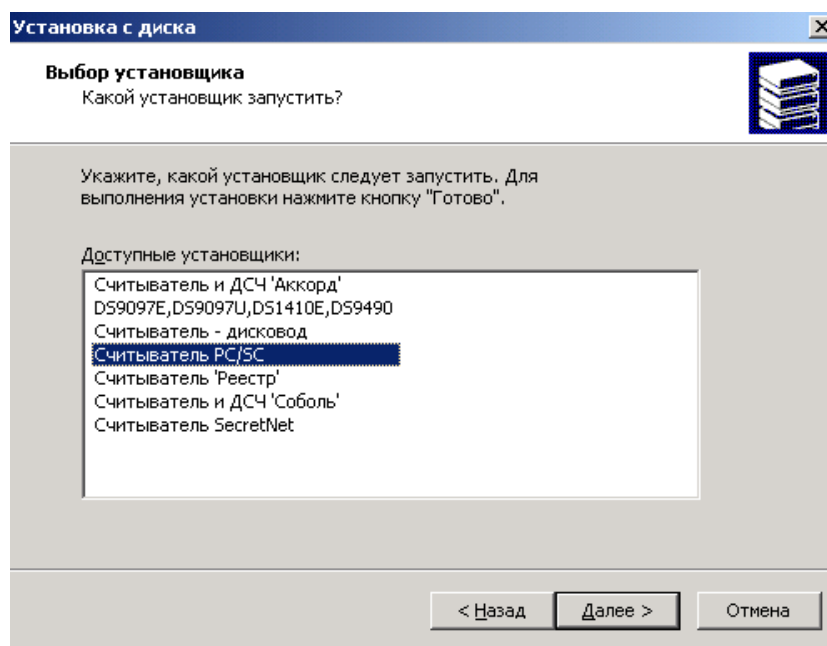 Установка с диска
Выбор установщика
Какой установщик запустить?
Укажите, какой установщик следует запустить. Для
выполнения установки нажмите кнопку "Готово".
Доступные установщики:
Считыватель и ДСЧ 'Аккорд'
DS9097E,DS9097U,DS1410E,DS9490
Считыватель - дисковод
Считыватель PC/SC
Считыватель 'Реестр'
Считыватель и ДСЧ 'Соболь'
Считыватель SecretNet
< Назад Далее > Отмена